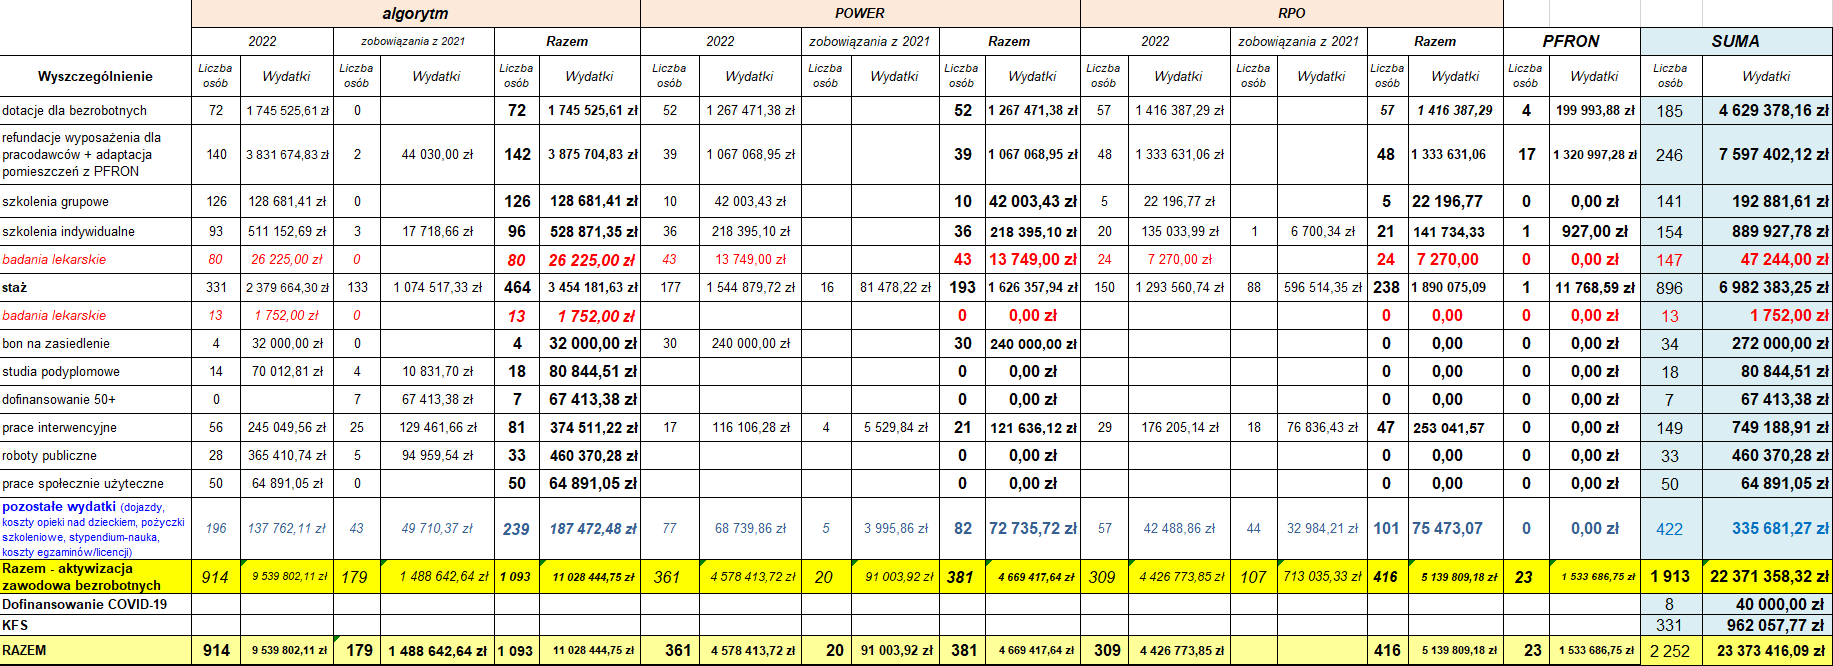 algorytm POWER RPO
2022 zobowiązania z 2021 Razem 2022 zobowiązania z 2021 Razem 2022 zobowiązania z 2021 Razem PFRON SUMA
Wyszczególnienie Liczba osób Wydatki Liczba osób Wydatki Liczba osób Wydatki Liczba osób Wydatki Liczba osób Wydatki Liczba osób Wydatki Liczba osób Wydatki Liczba osób Wydatki Liczba osób Wydatki Liczba osób Wydatki Liczba osób Wydatki
dotacje dla bezrobotnych 72 1 745 525,61 zł 0 72 1 745 525,61 zł 52 1 267 471,38 zł 52 1 267 471,38 zł 57 1 416 387,29 zł 57 1 416 387,29 4 199 993,88 zł 185 4 629 378,16 zł
refundacje wyposażenia dla
pracodawców + adaptacja
pomieszczeń z PFRON 140 3 831 674,83 zł 2 44 030,00 zł 142 3 875 704,83 zł 39 1 067 068,95 zł 39 1 067 068,95 zł 48 1 333 631,06 zł 48 1 333 631,06 17 1 320 997,28 zł 246 7 597 402,12 zł
szkolenia grupowe 126 128 681,41 zł 0 126 128 681,41 zł 10 42 003,43 zł 10 42 003,43 zł 5 22 196,77 zł 5 22 196,77 0 0,00 zł 141 192 881,61 zł
szkolenia indywidualne 93 511 152,69 zł 3 17 718,66 zł 96 528 871,35 zł 36 218 395,10 zł 36 218 395,10 zł 20 135 033,99 zł 1 6 700,34 zł 21 141 734,33 1 927,00 zł 154 889 927,78 zł
badania lekarskie 80 26 225,00 zł 0 80 26 225,00 zł 43 13 749,00 zł 43 13 749,00 zł 24 7 270,00 zł 24 7 270,00 0 0,00 zł 147 47 244,00 zł
staż 331 2 379 664,30 zł 133 1 074 517,33 zł 464 3 454 181,63 zł 177 1 544 879,72 zł 16 81 478,22 zł 193 1 626 357,94 zł 150 1 293 560,74 zł 88 596 514,35 zł 238 1 890 075,09 1 11 768,59 zł 896 6 982 383,25 zł
badania lekarskie 13 1 752,00 zł 0 13 1 752,00 zł 0 0,00 zł 0 0,00 0 0,00 zł 13 1 752,00 zł
bon na zasiedlenie 4 32 000,00 zł 0 4 32 000,00 zł 30 240 000,00 zł 30 240 000,00 zł 0 0,00 0 0,00 zł 34 272 000,00 zł
studia podyplomowe 14 70 012,81 zł 4 10 831,70 zł 18 80 844,51 zł 0 0,00 zł 0 0,00 0 0,00 zł 18 80 844,51 zł
dofinansowanie 50+ 0 7 67 413,38 zł 7 67 413,38 zł 0 0,00 zł 0 0,00 0 0,00 zł 7 67 413,38 zł
prace interwencyjne 56 245 049,56 zł 25 129 461,66 zł 81 374 511,22 zł 17 116 106,28 zł 4 5 529,84 zł 21 121 636,12 zł 29 176 205,14 zł 18 76 836,43 zł 47 253 041,57 0 0,00 zł 149 749 188,91 zł
roboty publiczne 28 365 410,74 zł 5 94 959,54 zł 33 460 370,28 zł 0 0,00 zł 0 0,00 0 0,00 zł 33 460 370,28 zł
prace społecznie użyteczne 50 64 891,05 zł 50 64 891,05 zł 0 0,00 zł 0 0,00 0 0,00 zł 50 64 891,05 zł
pozostałe wydatki (dojazdy,
koszty opieki nad dzieckiem, pożyczki
szkoleniowe, stypendium-nauka,
koszty egzaminów/licencji) 196 137 762,11 zł 43 49 710,37 zł 239 187 472,48 zł 77 68 739,86 zł 5 3 995,86 zł 82 72 735,72 zł 57 42 488,86 zł 44 32 984,21 zł 101 75 473,07 0 0,00 zł 422 335 681,27 zł
Razem - aktywizacja
zawodowa bezrobotnych 914 9 539 802,11 zł 179 1 488 642,64 zł 1 093 11 028 444,75 zł 361 4 578 413,72 zł 20 91 003,92 zł 381 4 669 417,64 zł 309 4 426 773,85 zł 107 713 035,33 zł 416 5 139 809,18 zł 23 1 533 686,75 zł 1 913 22 371 358,32 zł
Dofinansowanie COVID-19 8 40 000,00 zł
KFS 331 962 057,77 zł
RAZEM 914 9 539 802,11 zł 179 1 488 642,64 zł 1 093 11 028 444,75 zł 361 4 578 413,72 zł 20 91 003,92 zł 381 4 669 417,64 zł 309 4 426 773,85 zł 416 5 139 809,18 zł 23 1 533 686,75 zł 2 252 23 373 416,09 zł